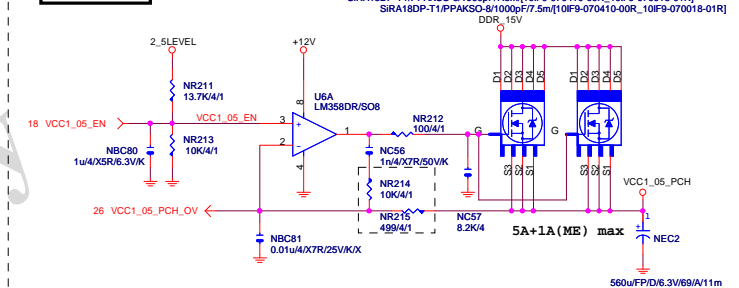 SiRA18DP-T1/PPAKSO-8/1000pF/7.5m/[10IF9-070410-00R_10IF9-070018-01R]
DDR_15V
2_5LEVEL
+12V
D1
D2
D3
D4
D5
D1
D2
D3
D4
D5
NR211
13.7K/4/1
U6A
LM358DR/SO8
8
18 VCC1_05_EN
VCC1_05_EN
3
+
2
-
1
4
NR212
100/4/1
G
G
NBC80
1u/4/X5R/6.3V/K
NR213
10K/4/1
NC56
1n/4/X7R/50V/K
S3
S2
S1
S3
S2
S1
NR214
10K/4/1
VCC1_05_PCH
26 VCC1_05_PCH_OV
NR215
499/4/1
NC57
8.2K/4
5A+1A(ME) max
1
+
NEC2
NBC81
0.01u/4/X7R/25V/K/X
560u/FP/D/6.3V/69/A/11m